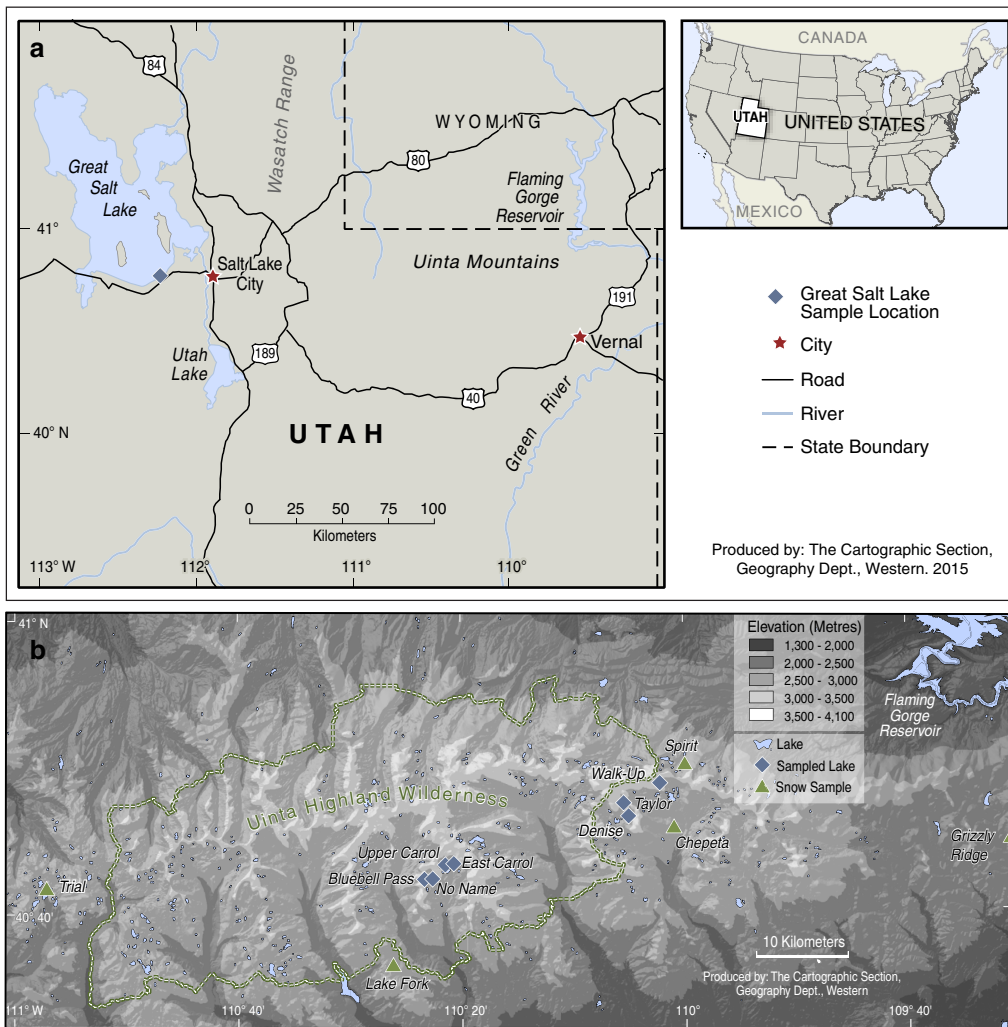 a
84
Wasatch Range
WYOMING
80
Great
Salt
Lake
Flaming
Gorge
Reservoir
41°
Salt Lake
City
Uinta Mountains
191
Utah
Lake
189
Vernal
40
Green River
40° N
UTAH
0 25 50 75 100
Kilometers
113° W 112° 111° 110°
CANADA
UTAH
UNITED STATES
MEXICO
Great Salt Lake
Sample Location
City
Road
River
State Boundary
Produced by: The Cartographic Section,
Geography Dept., Western. 2015
41° N
b
Elevation (Metres)
1,300 - 2,000
2,000 - 2,500
2,500 - 3,000
3,000 - 3,500
3,500 - 4,100
Lake
Sampled Lake
Snow Sample
Flaming
Gorge
Reservoir
Spirit
Walk-Up
Taylor
Denise
Chepeta
Grizzly
Ridge
Uinta Highland Wilderness
Upper Carrol
East Carrol
Bluebell Pass
No Name
Trial
40° 40'
Lake Fork
10 Kilometers
Produced by: The Cartographic Section,
Geography Dept., Western
111° W 110° 40' 110° 20' 110° 109° 40'